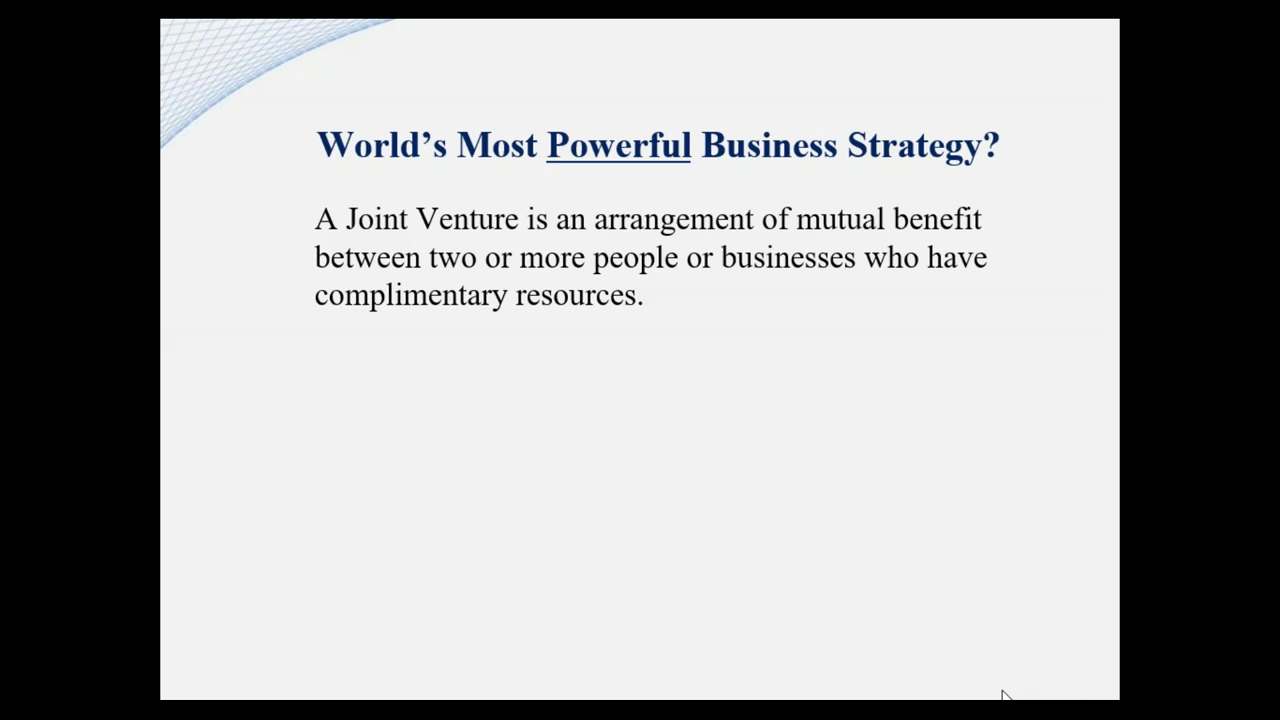 World’s Most Powerful Business Strategy?
A Joint Venture is an arrangement of mutual benefit
between two or more people or businesses who have
complimentary resources.